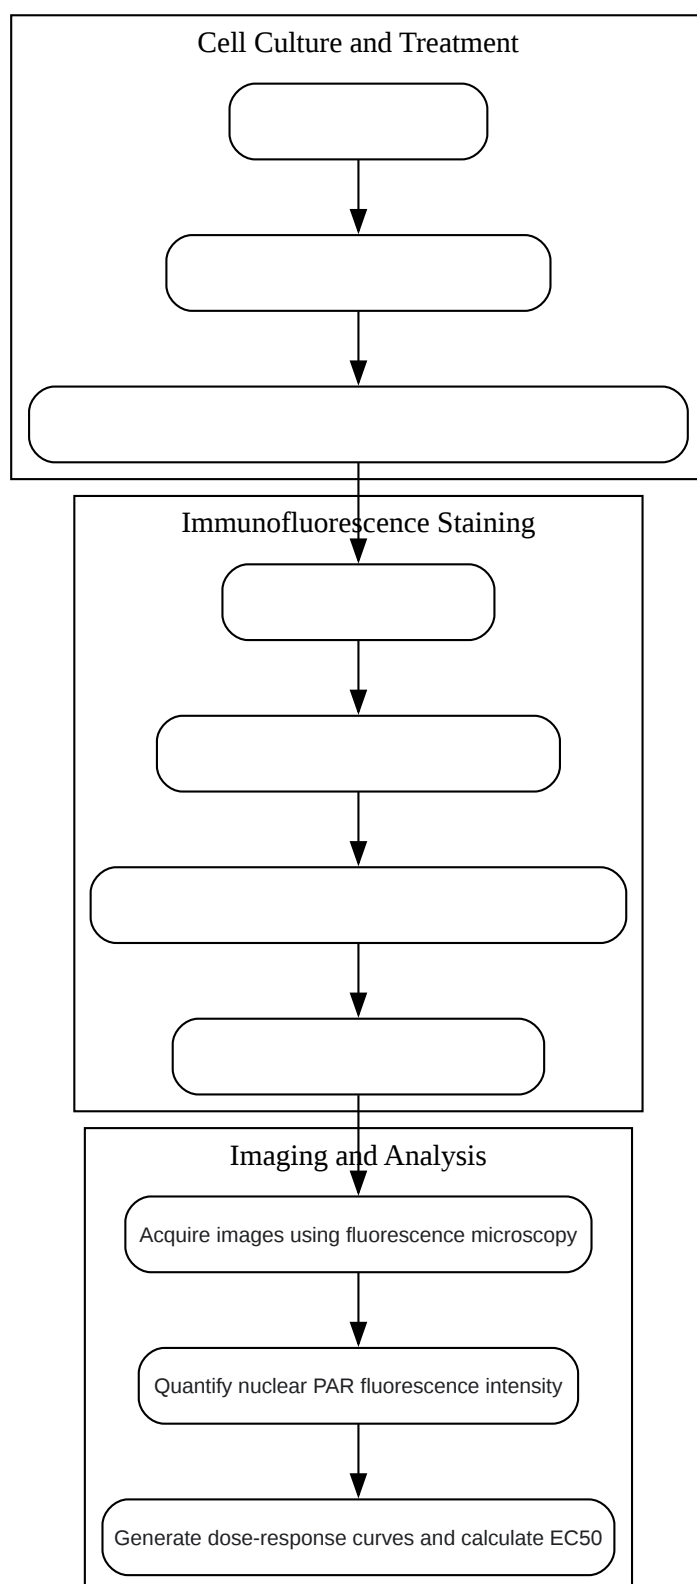 Cell Culture and Treatment
Immunofluorescence Staining
Imaging and Analysis
Acquire images using fluorescence microscopy
Quantify nuclear PAR fluorescence intensity
Generate dose-response curves and calculate EC50